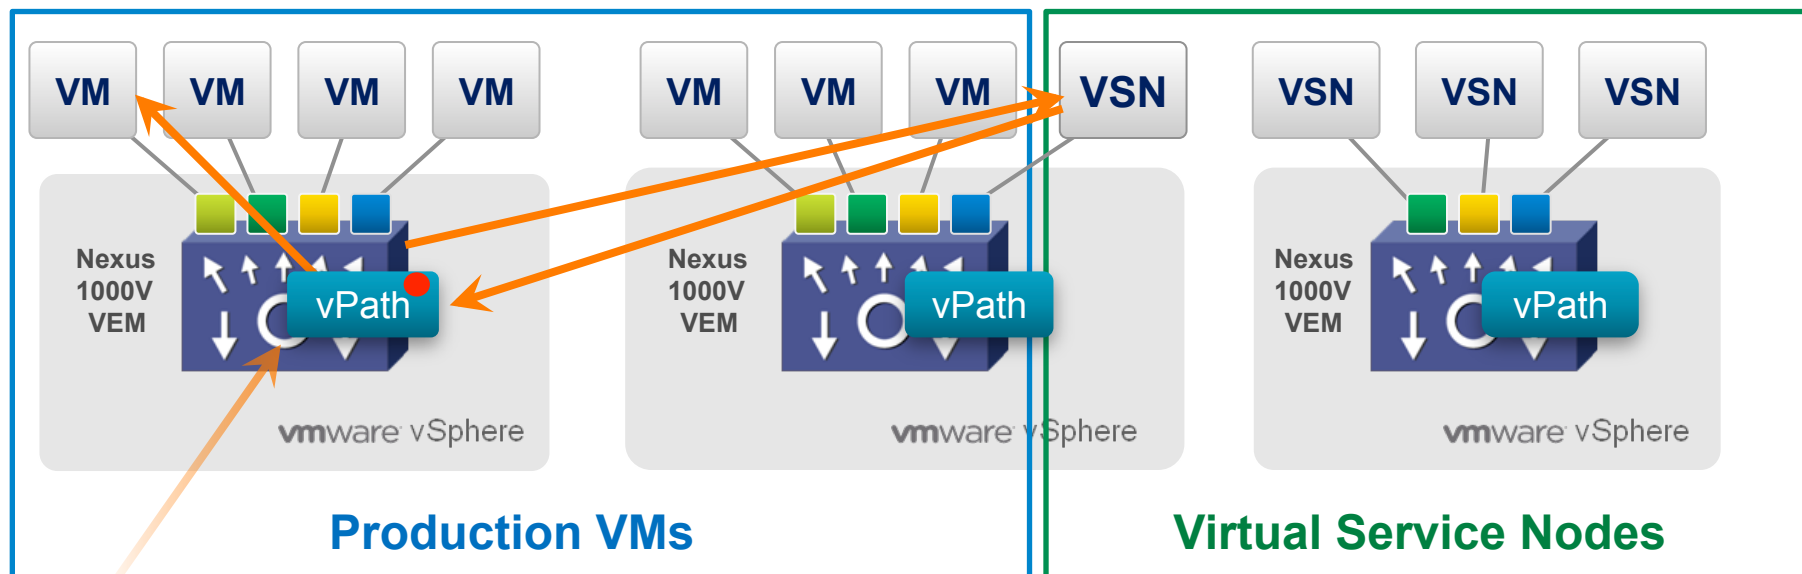 VM VM VM VM VM VM VM VSN VSN VSN VSN
Nexus
1000V
VEM
vPath
vmware vSphere
Nexus
1000V
VEM
vPath
vmware vSphere
Nexus
1000V
VEM
vPath
vmware vSphere
Production VMs
Virtual Service Nodes